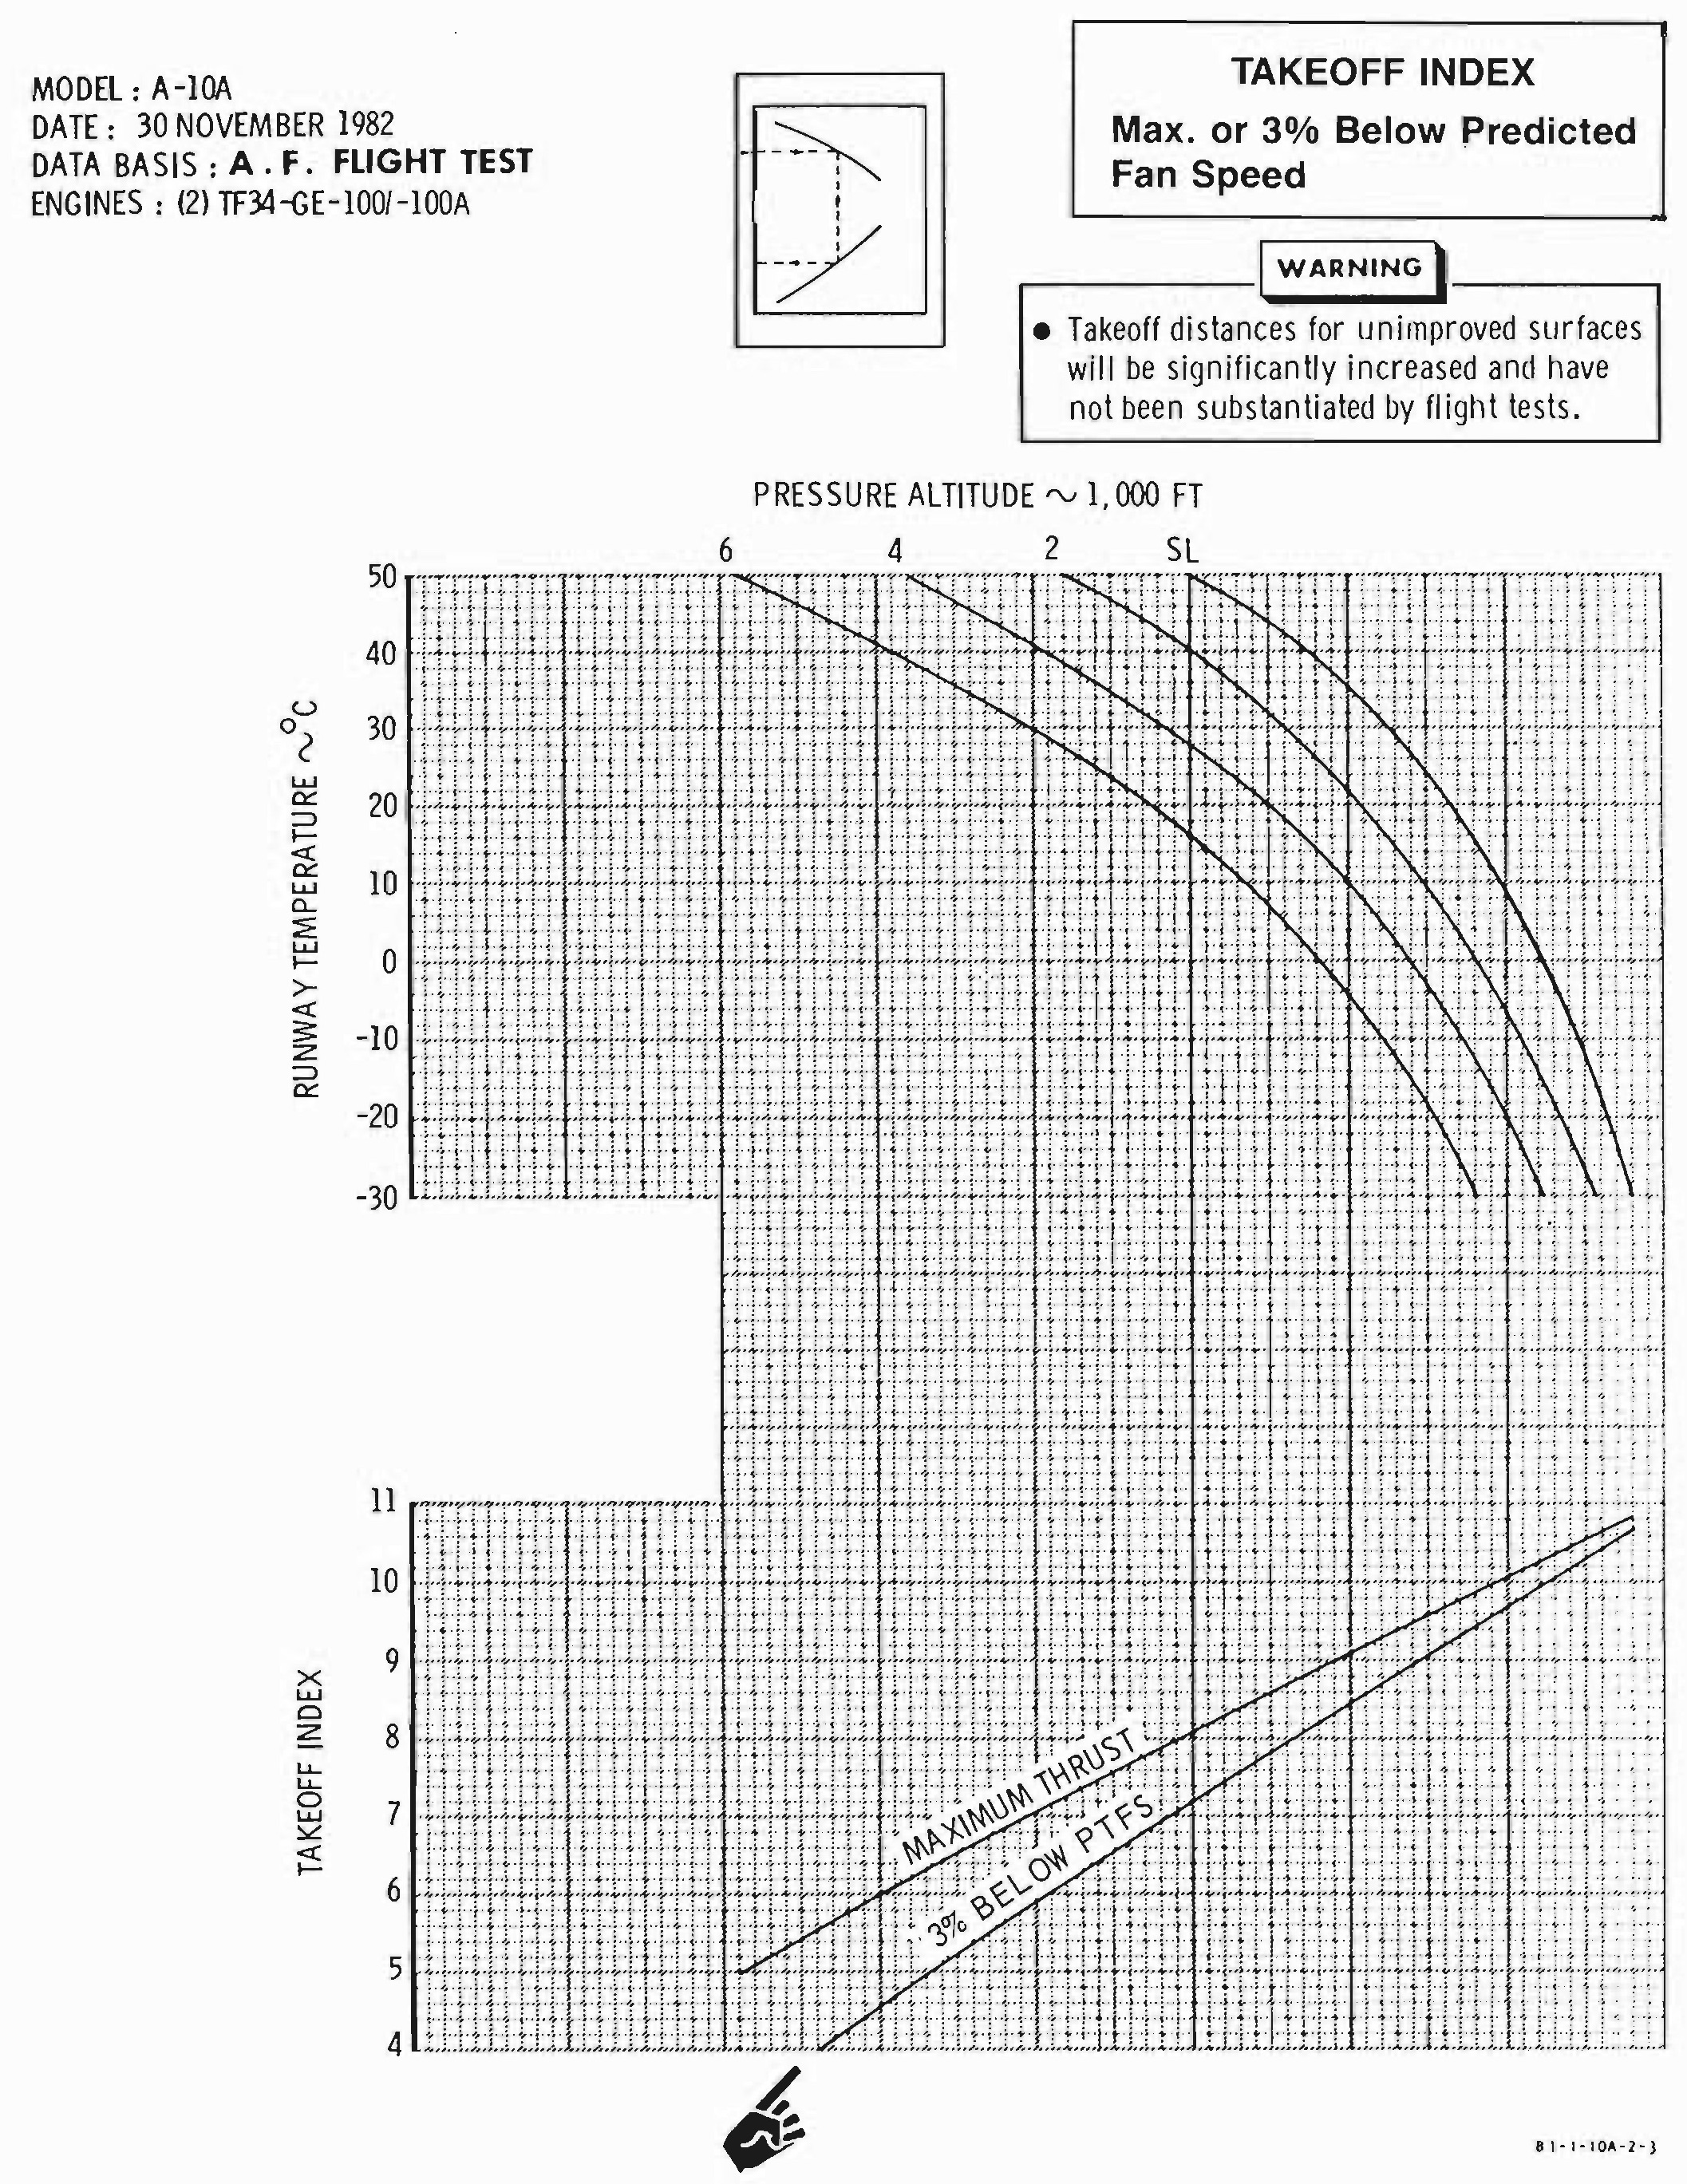 MODEL : A-10A
DATE : 30 NOVEMBER 1982
DATA BASIS : A . F . FLIGHT TEST
ENGINES : (2) TF34-GE-100/-100A
TAKEOFF INDEX
Max. or 3% Below Predicted
Fan Speed
WARNING
● Takeoff distances for unimproved surfaces
will be significantly increased and have
not been substantiated by flight tests.
PRESSURE ALTITUDE ~ 1,000 FT
6 4 2 SL
RUNWAY TEMPERATURE ~ °C
50
40
30
20
10
0
-10
-20
-30
TAKEOFF INDEX
11
10
9
8
7
6
5
4
MAXIMUM THRUST
3% BELOW PTFS
81-1-10A-2-3